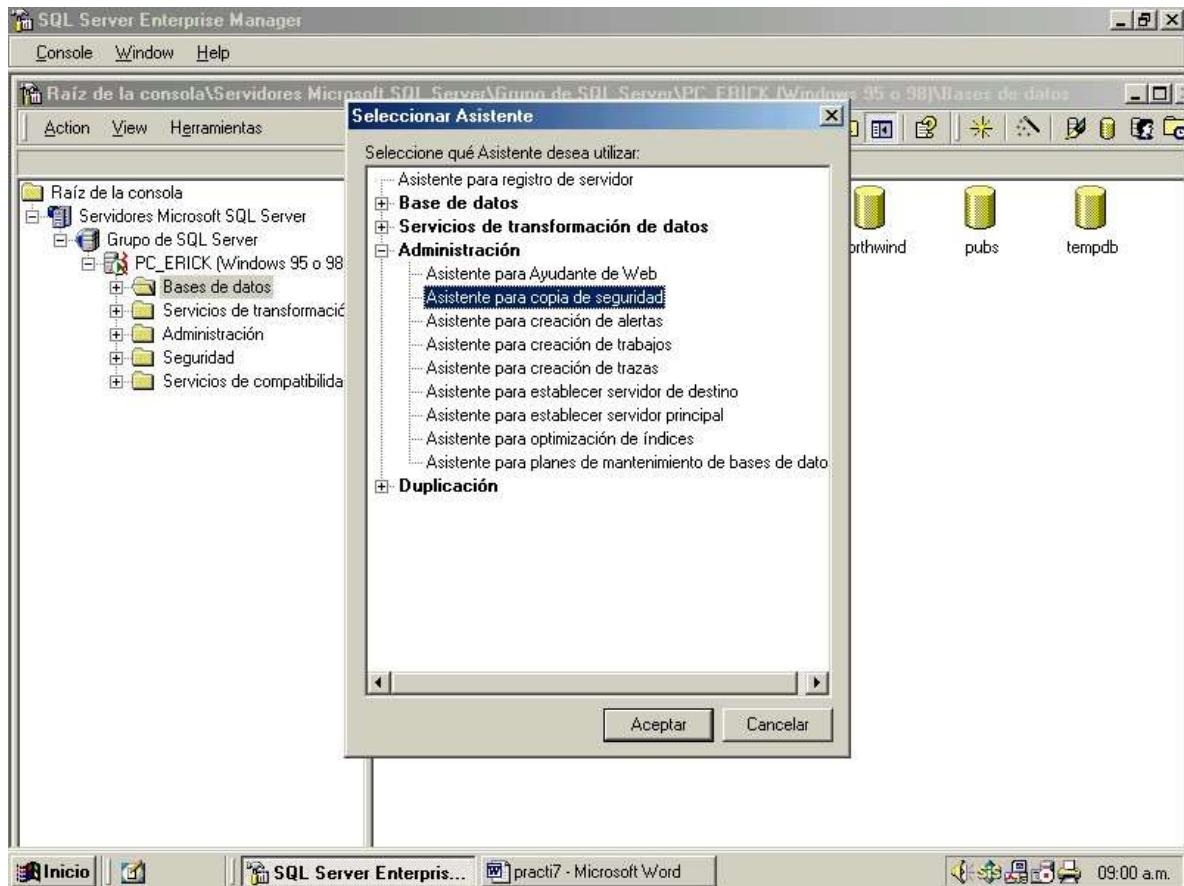 SQL Server Enterprise Manager
Console Window Help
Raíz de la consola\Servidores Microsoft SQL Server\Grupo de SQL Server\PC_ERICK (Windows 95 o 98)\Bases de datos
Action View Herramientas
Seleccionar Asistente
Seleccione qué Asistente desea utilizar:
Asistente para registro de servidor
Base de datos
Servicios de transformación de datos
Administración
Asistente para Ayudante de Web
Asistente para copia de seguridad
Asistente para creación de alertas
Asistente para creación de trabajos
Asistente para creación de trazas
Asistente para establecer servidor de destino
Asistente para establecer servidor principal
Asistente para optimización de índices
Asistente para planes de mantenimiento de bases de dato
Duplicación
Aceptar Cancelar
Raíz de la consola
Servidores Microsoft SQL Server
Grupo de SQL Server
PC_ERICK (Windows 95 o 98
Bases de datos
Servicios de transformació
Administración
Seguridad
Servicios de compatibilida
orthwind pubs tempdb
Inicio SQL Server Enterpris... practi7 - Microsoft Word 09:00 a.m.